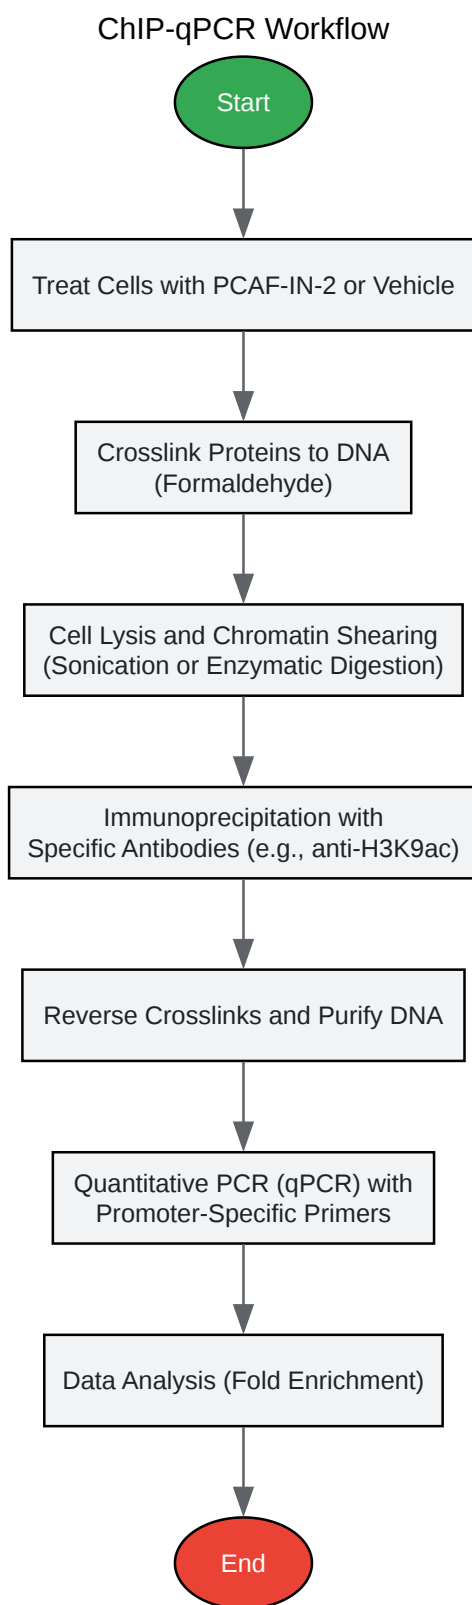 ChIP-qPCR Workflow
Start
Treat Cells with PCAF-IN-2 or Vehicle
Crosslink Proteins to DNA
(Formaldehyde)
Cell Lysis and Chromatin Shearing
(Sonication or Enzymatic Digestion)
Immunoprecipitation with
Specific Antibodies (e.g., anti-H3K9ac)
Reverse Crosslinks and Purify DNA
Quantitative PCR (qPCR) with
Promoter-Specific Primers
Data Analysis (Fold Enrichment)
End